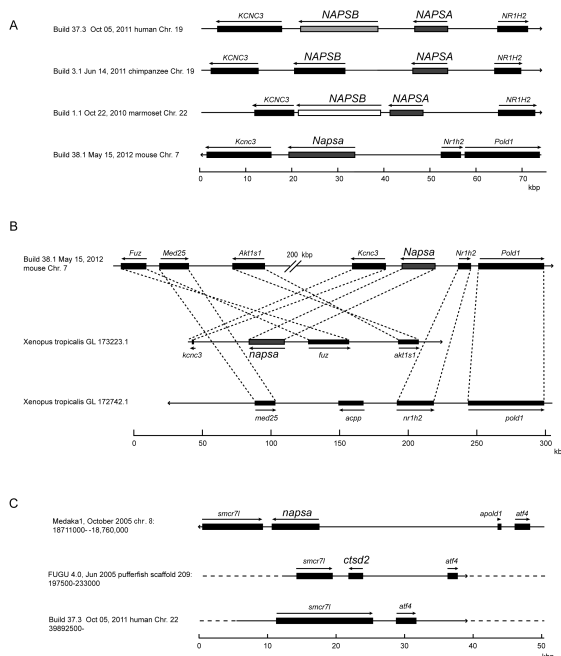 A
KCNC3 NAPSB NAPSA NR1H2
Build 37.3 Oct 05, 2011 human Chr. 19
KCNC3 NAPSB NAPSA NR1H2
Build 3.1 Jun 14, 2011 chimpanzee Chr. 19
KCNC3 NAPSB NAPSA NR1H2
Build 1.1 Oct 22, 2010 marmoset Chr. 22
Kcnc3 Napsa Nr1h2 Pold1
Build 38.1 May 15, 2012 mouse Chr. 7
0 10 20 30 40 50 60 70
kbp
B
Fuz Med25 Akt1s1 200 kbp Kcnc3 Napsa Nr1h2 Pold1
Build 38.1 May 15, 2012
mouse Chr. 7
Xenopus tropicalis GL 173223.1
kcnc3 napsa fuz akt1s1
Xenopus tropicalis GL 172742.1
med25 acpp nr1h2 pold1
0 50 100 150 200 250 300
C
smcr7l napsa apold1 atf4
Medaka1, October 2005 chr. 8:
18711000- -18,760,000
smcr7l ctsd2 atf4
FUGU 4.0, Jun 2005 pufferfish scaffold 209:
197500-233000
smcr7l atf4
Build 37.3 Oct 05, 2011 human Chr. 22
39892500-
0 10 20 30 40 50